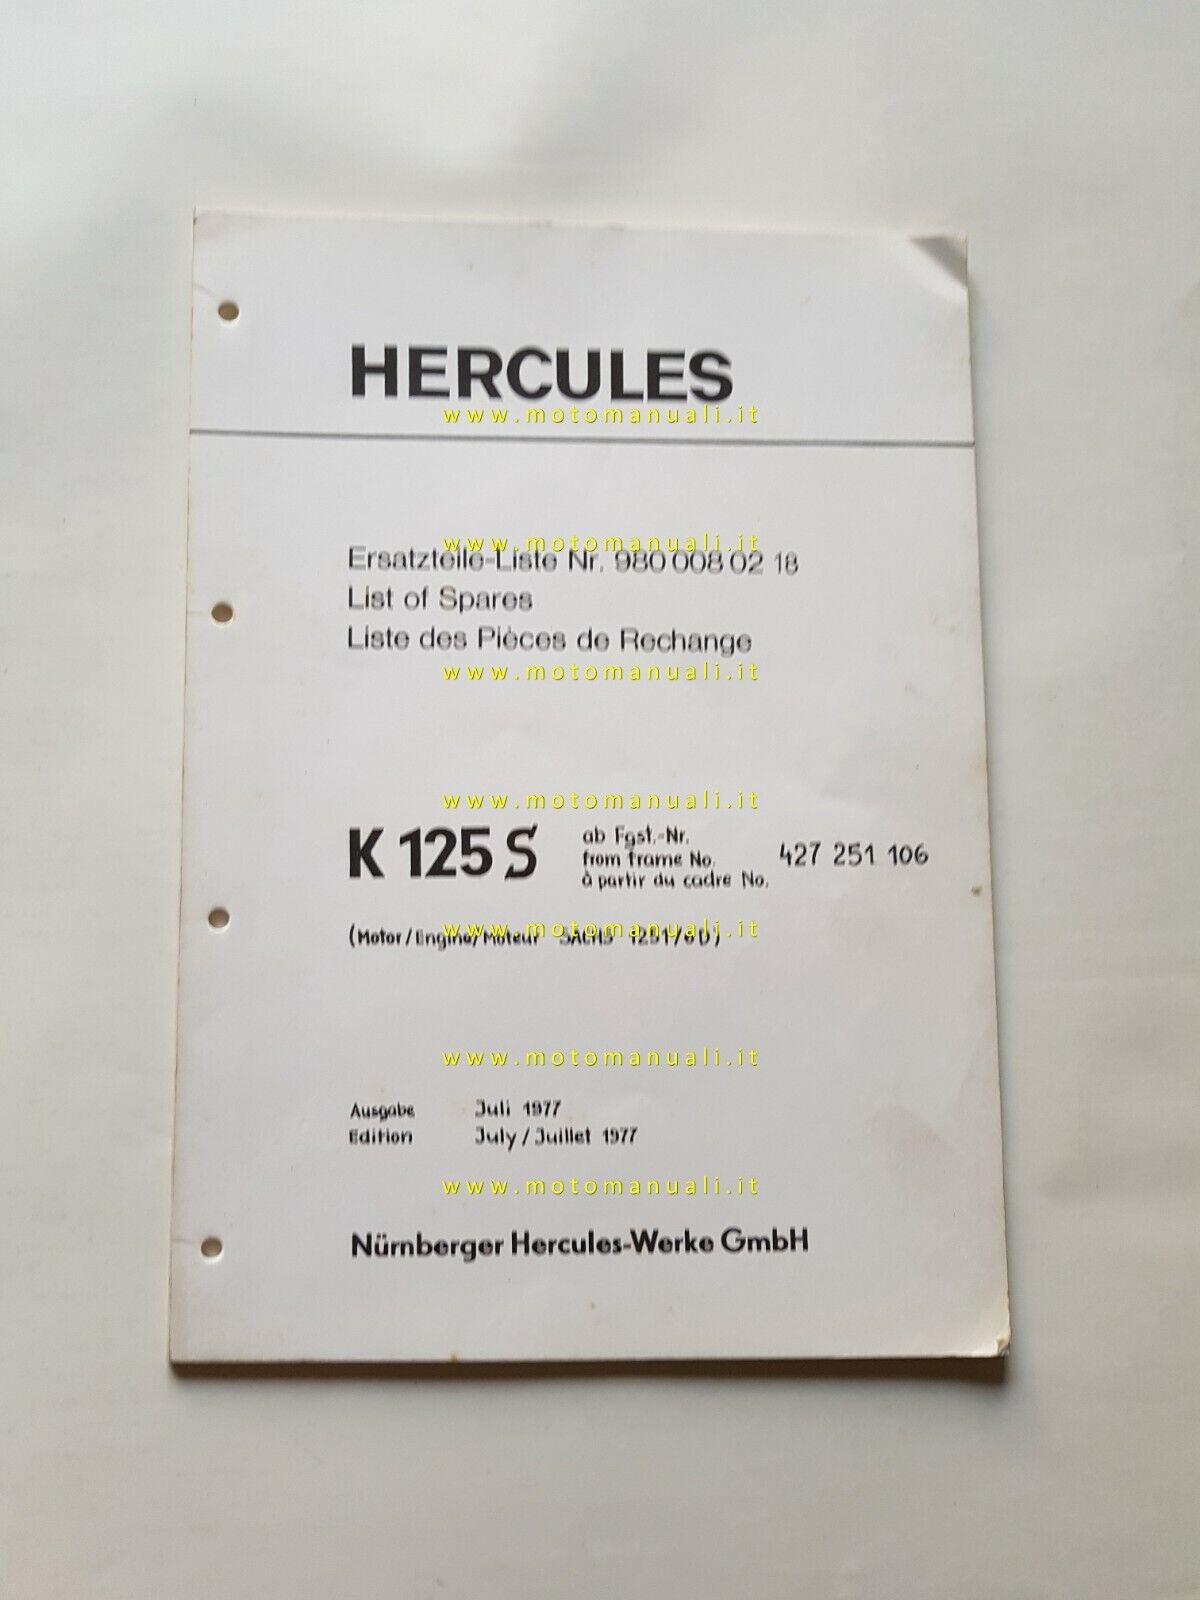 HERCULES
www.motomanuali.it
www.motomanuali.it
Ersatzteile-Liste Nr. 980 008 02 18
List of Spares
Liste des Pièces de Rechange
www.motomanuali.it
www.motomanuali.it
K 125 S
ab Fgst.-Nr.
from frame No. 427 251 106
à partir du cadre No.
www.motomanuali.it
(Motor/Engine/Moteur SACHS 1251/6D)
www.motomanuali.it
Ausgabe Juli 1977
Edition July/Juillet 1977
www.motomanuali.it
Nürnberger Hercules-Werke GmbH